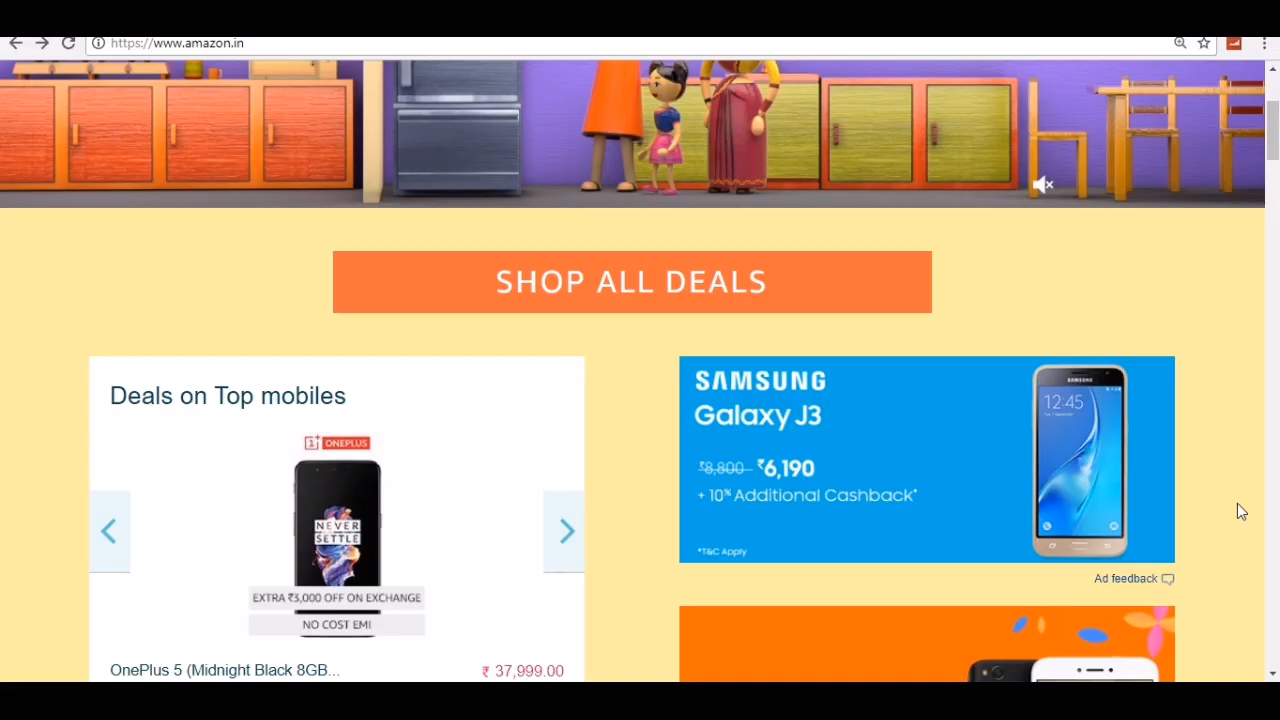 https://www.amazon.in
SHOP ALL DEALS
Deals on Top mobiles
1+ ONEPLUS
NEVER
SETTLE
EXTRA ₹3,000 OFF ON EXCHANGE
NO COST EMI
OnePlus 5 (Midnight Black 8GB...
₹ 37,999.00
SAMSUNG
Galaxy J3
₹8,800 ₹6,190
+ 10% Additional Cashback*
*T&C Apply
SAMSUNG
12:45
Ad feedback